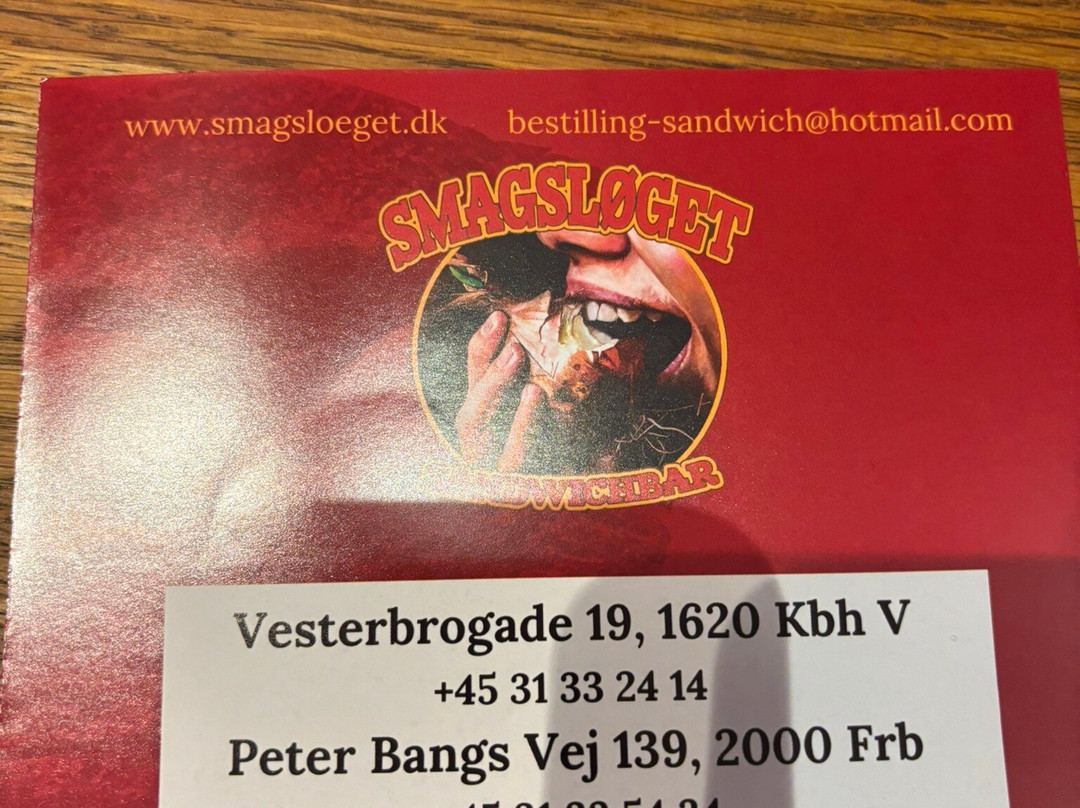 www.smagsloeget.dk bestilling-sandwich@hotmail.com
SMAGSLØGET
Vesterbrogade 19, 1620 Kbh V
+45 31 33 24 14
Peter Bangs Vej 139, 2000 Frb